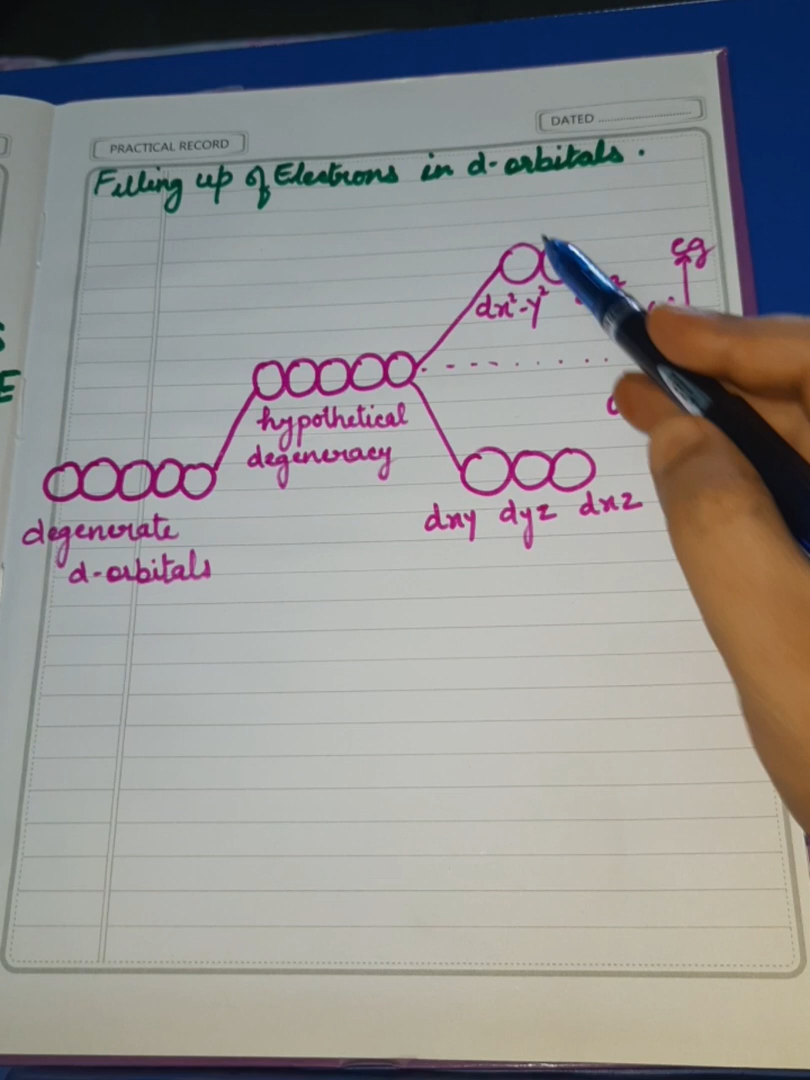 PRACTICAL RECORD
DATED
Filling up of Electrons in d-orbitals.
eg
dx²-y²
hypothetical
degeneracy
degenerate
d-orbitals
dxy dyz dxz